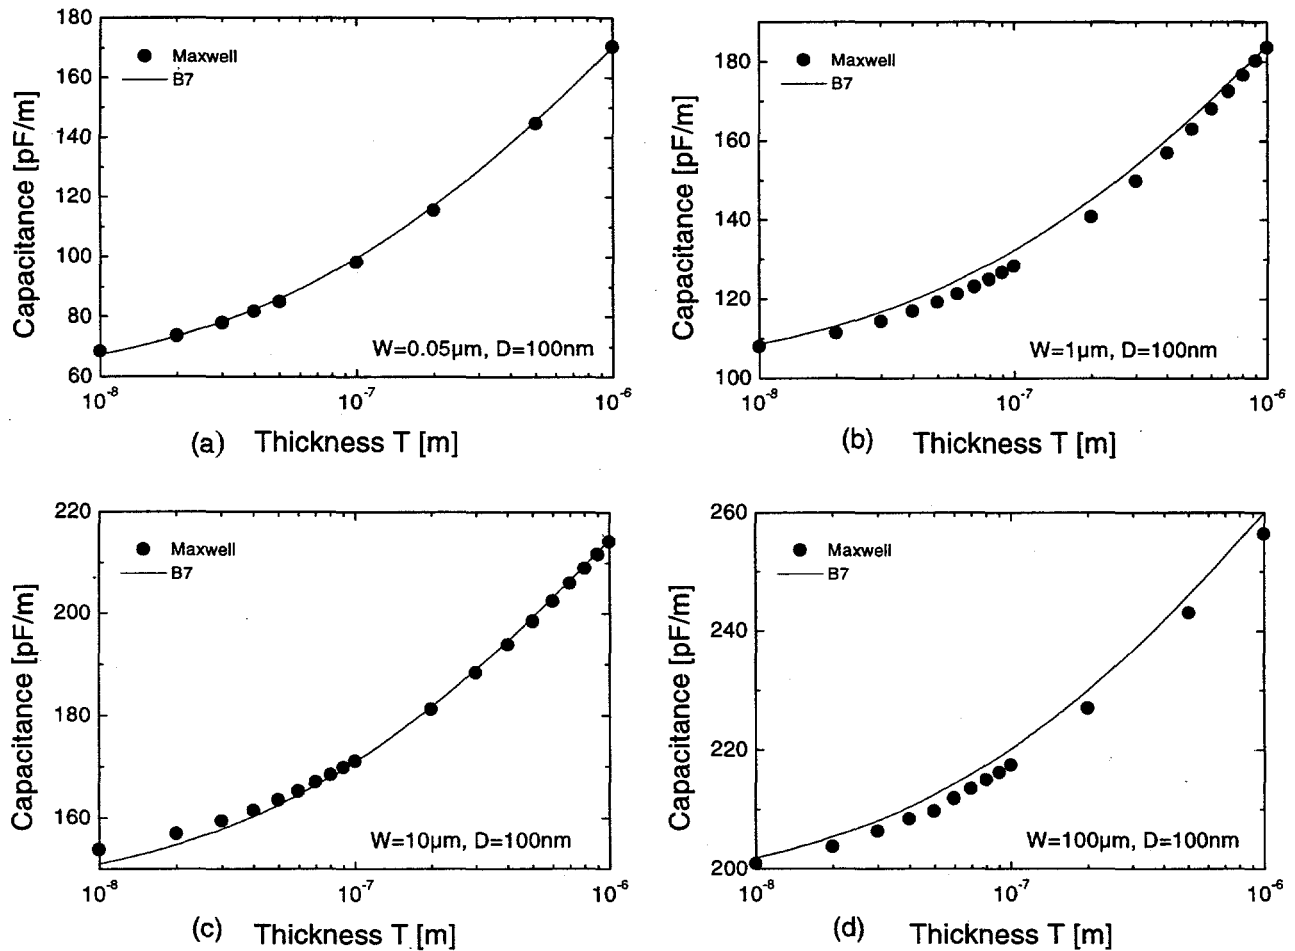 180
160
140
120
100
80
60
Capacitance [pF/m]
Maxwell
B7
W=0.05µm, D=100nm
10⁻⁸ 10⁻⁷ 10⁻⁶
(a) Thickness T [m]
180
160
140
120
100
Capacitance [pF/m]
Maxwell
B7
W=1µm, D=100nm
10⁻⁸ 10⁻⁷ 10⁻⁶
(b) Thickness T [m]
220
200
180
160
Capacitance [pF/m]
Maxwell
B7
W=10µm, D=100nm
10⁻⁸ 10⁻⁷ 10⁻⁶
(c) Thickness T [m]
260
240
220
200
Capacitance [pF/m]
Maxwell
B7
W=100µm, D=100nm
10⁻⁸ 10⁻⁷ 10⁻⁶
(d) Thickness T [m]